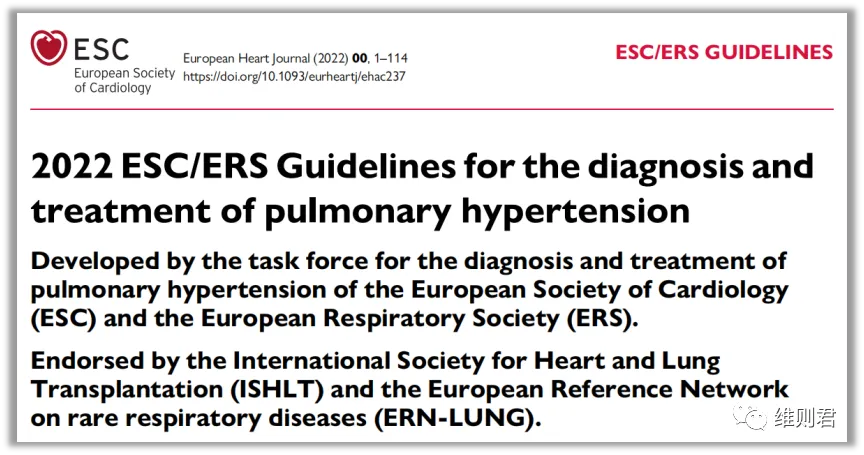 ESC
European Society
of Cardiology
European Heart Journal (2022) 00, 1–114
https://doi.org/10.1093/eurheartj/ehac237
ESC/ERS GUIDELINES
2022 ESC/ERS Guidelines for the diagnosis and
treatment of pulmonary hypertension
Developed by the task force for the diagnosis and treatment of
pulmonary hypertension of the European Society of Cardiology
(ESC) and the European Respiratory Society (ERS).
Endorsed by the International Society for Heart and Lung
Transplantation (ISHLT) and the European Reference Network
on rare respiratory diseases (ERN-LUNG).
维则君